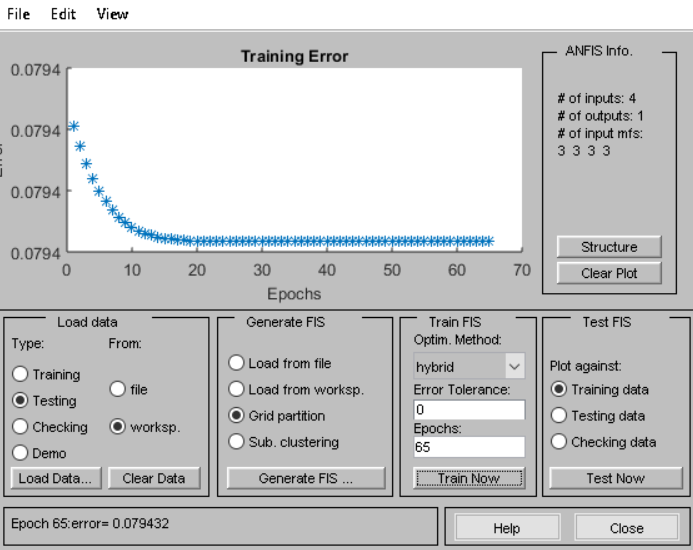 File Edit View
Training Error
0.0794
0.0794
0.0794
0.0794
0 10 20 30 40 50 60 70
Epochs
ANFIS Info.
# of inputs: 4
# of outputs: 1
# of input mfs:
3 3 3 3
Structure
Clear Plot
Load data
Type: From:
Training
Testing
Checking
Demo
file
worksp.
Load Data... Clear Data
Generate FIS
Load from file
Load from worksp.
Grid partition
Sub. clustering
Generate FIS ...
Train FIS
Optim. Method:
hybrid
Error Tolerance:
0
Epochs:
65
Train Now
Test FIS
Plot against:
Training data
Testing data
Checking data
Test Now
Epoch 65:error= 0.079432
Help Close